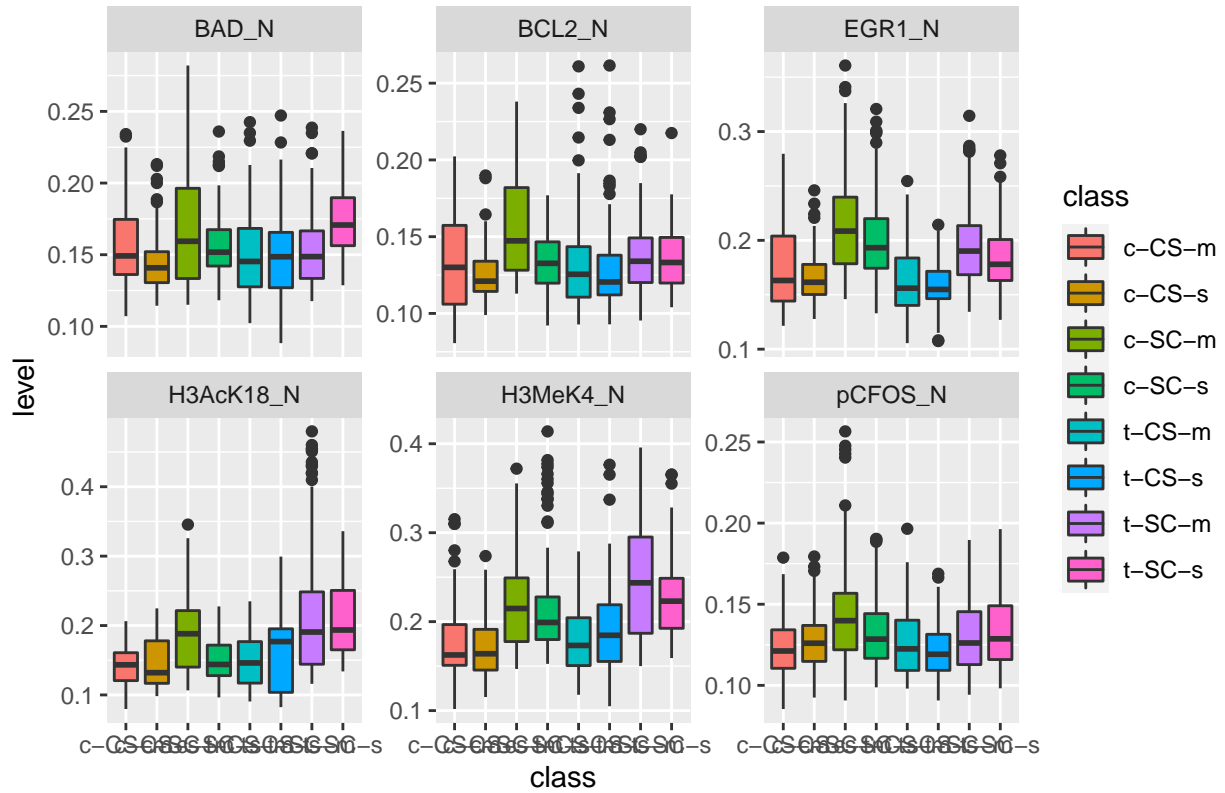 BAD_N BCL2_N EGR1_N
0.25
0.20
0.15
0.10
0.25
0.20
0.15
0.10
0.3
0.2
0.1
level
H3AcK18_N H3MeK4_N pCFOS_N
0.4
0.3
0.2
0.1
0.4
0.3
0.2
0.1
0.25
0.20
0.15
0.10
class
class
c−CS−m
c−CS−s
c−SC−m
c−SC−s
t−CS−m
t−CS−s
t−SC−m
t−SC−s